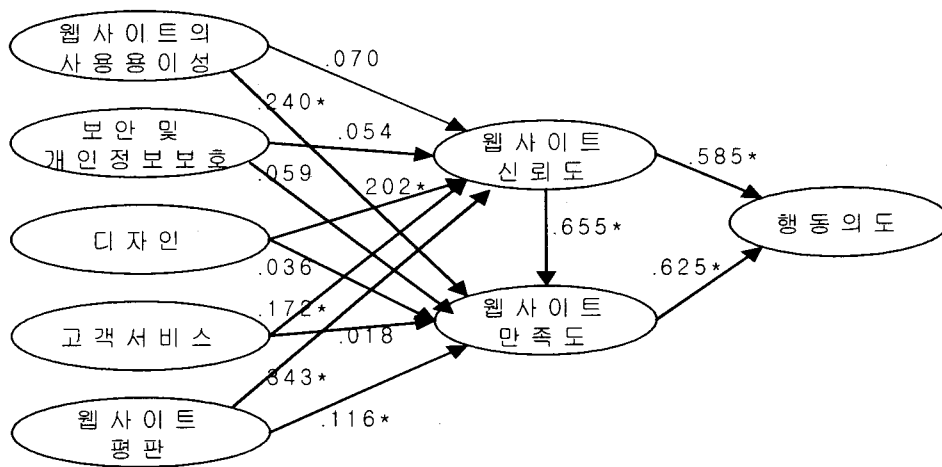 웹 사 이 트 의
사 용 용 이 성
.070
.240*
보 안 및
개 인 정 보 보 호
.054
.059
웹 사 이 트
신 뢰 도
.585*
202*
디 자 인
.036
.655*
행 동 의 도
.625*
.172*
고 객 서 비 스
.018
웹 사 이 트
만 족 도
343*
.116*
웹 사 이 트
평 판